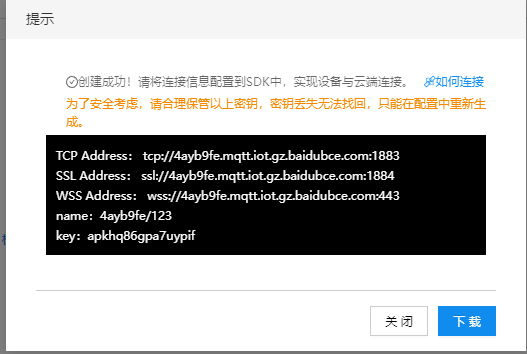 提示
创建成功！请将连接信息配置到SDK中，实现设备与云端连接。 如何连接
为了安全考虑，请合理保管以上密钥，密钥丢失无法找回，只能在配置中重新生
成。
TCP Address： tcp://4ayb9fe.mqtt.iot.gz.baidubce.com:1883
SSL Address： ssl://4ayb9fe.mqtt.iot.gz.baidubce.com:1884
WSS Address： wss://4ayb9fe.mqtt.iot.gz.baidubce.com:443
name：4ayb9fe/123
key：apkhq86gpa7uypif
关闭 下载